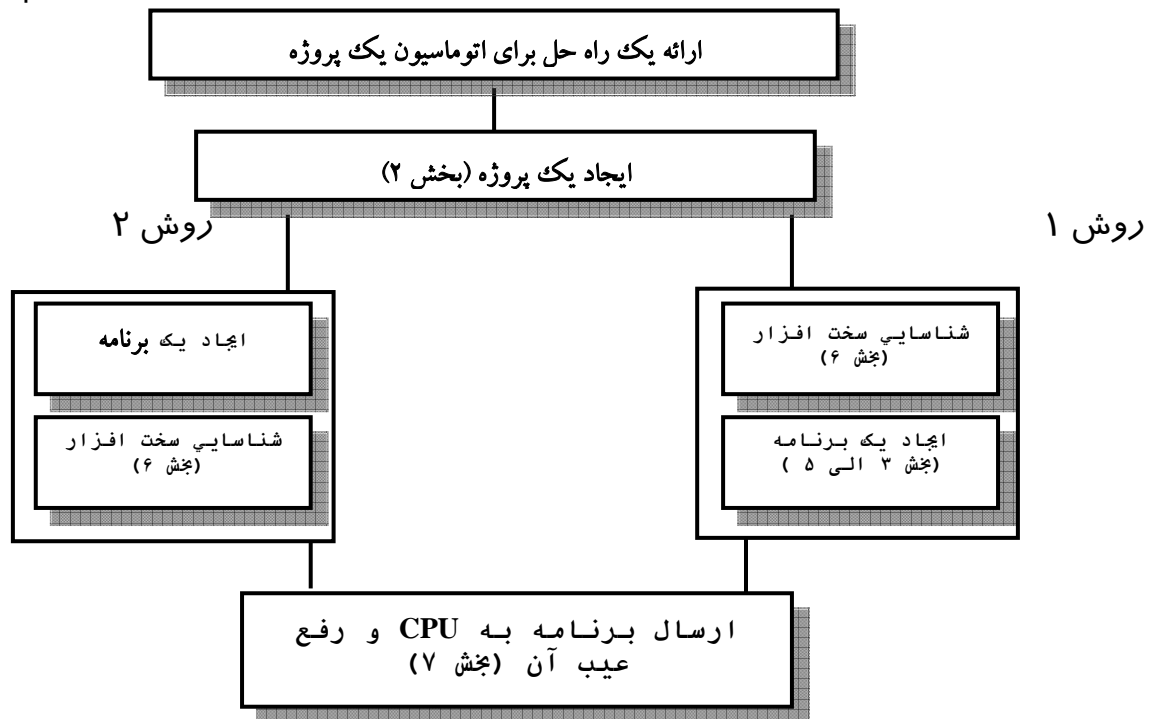 ارائه یک راه حل برای اتوماسیون یک پروژه
ایجاد یک پروژه (بخش ۲)
روش ۱
روش ۲
شناسايي سخت افزار
(بخش ۶)
ایجاد یک برنامه
(بخش ۳ الی ۵ )
ایجاد یک برنامه
شناسايي سخت افزار
(بخش ۶)
ارسال برنامه به CPU و رفع
عیب آن (بخش ۷)